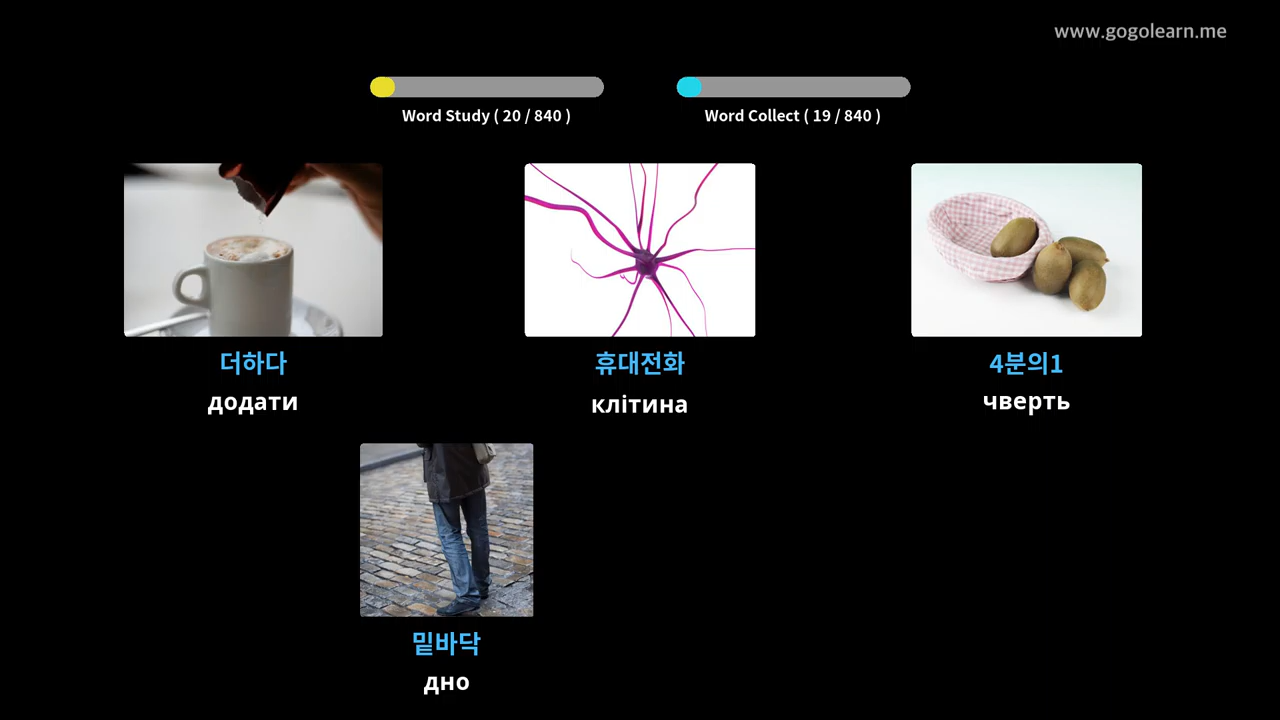 www.gogolearn.me
Word Study ( 20 / 840 )
Word Collect ( 19 / 840 )
더하다
додати
휴대전화
клітина
4분의1
чверть
밑바닥
дно